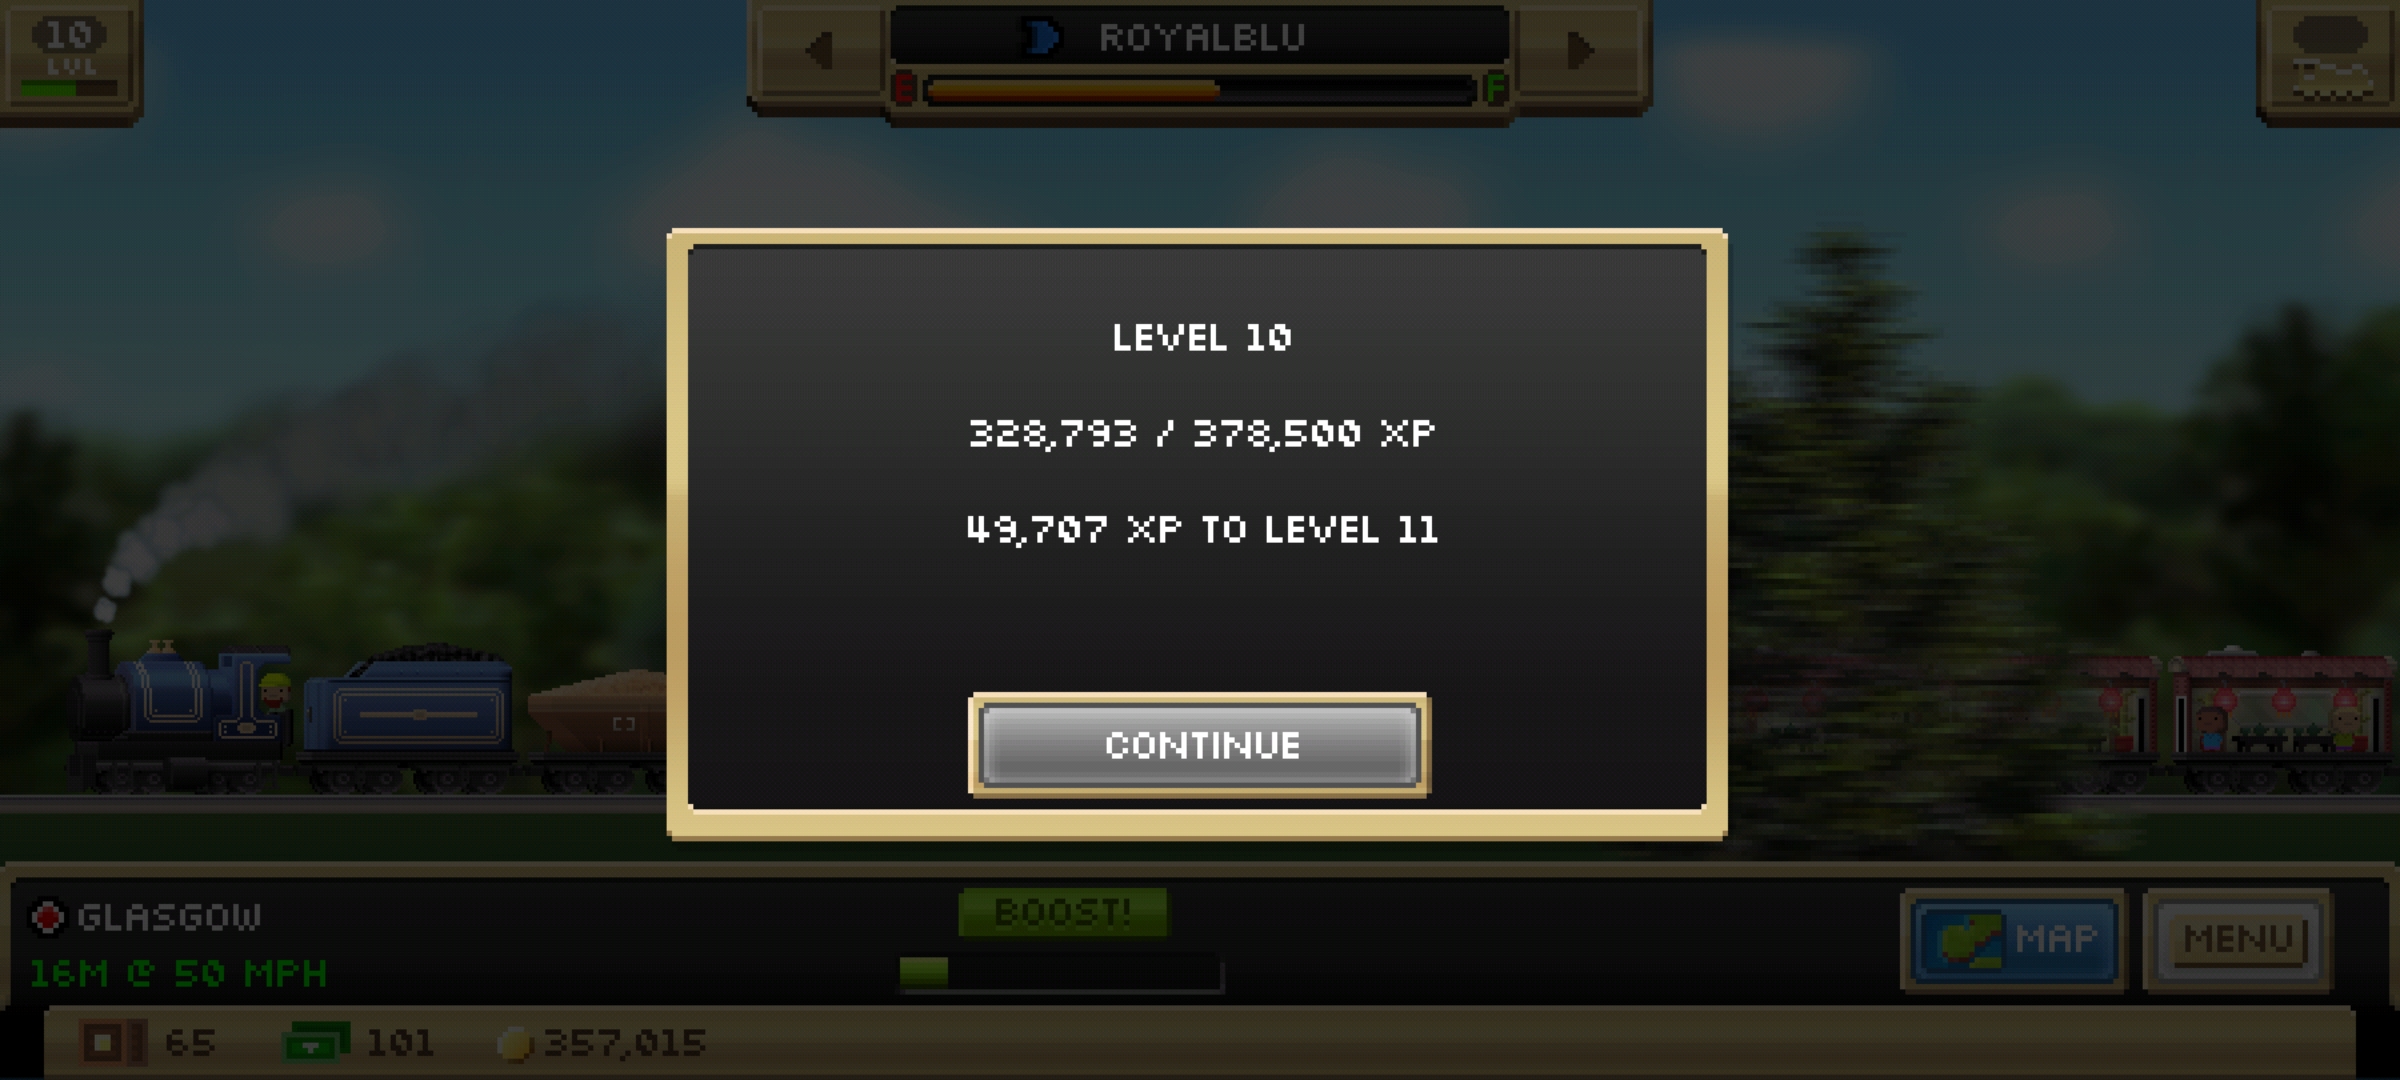 10
LVL
ROYALBLU
E
F
LEVEL 10
328,793 / 378,500 XP
49,707 XP TO LEVEL 11
CONTINUE
GLASGOW
16M @ 50 MPH
BOOST!
MAP
MENU
65
101
357,015